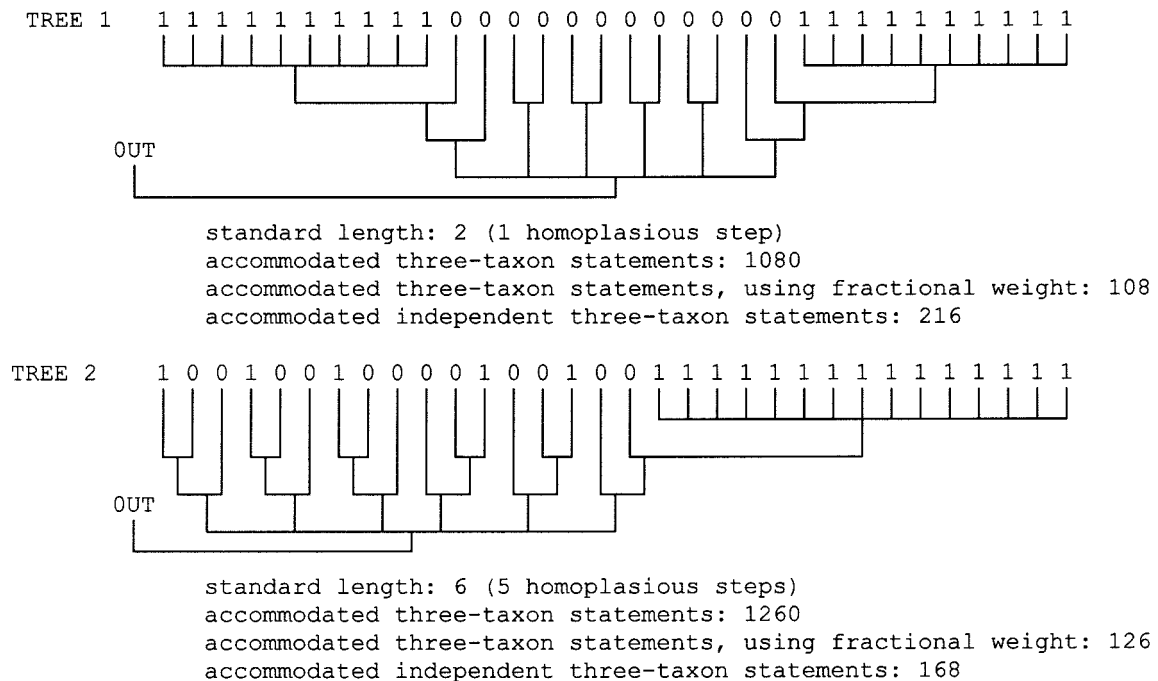 TREE 1 1 1 1 1 1 1 1 1 1 1 0 0 0 0 0 0 0 0 0 0 0 0 1 1 1 1 1 1 1 1 1 1
OUT
standard length: 2 (1 homoplasious step)
accommodated three-taxon statements: 1080
accommodated three-taxon statements, using fractional weight: 108
accommodated independent three-taxon statements: 216
TREE 2 1 0 0 1 0 0 1 0 0 0 0 1 0 0 1 0 0 1 1 1 1 1 1 1 1 1 1 1 1 1 1 1
OUT
standard length: 6 (5 homoplasious steps)
accommodated three-taxon statements: 1260
accommodated three-taxon statements, using fractional weight: 126
accommodated independent three-taxon statements: 168